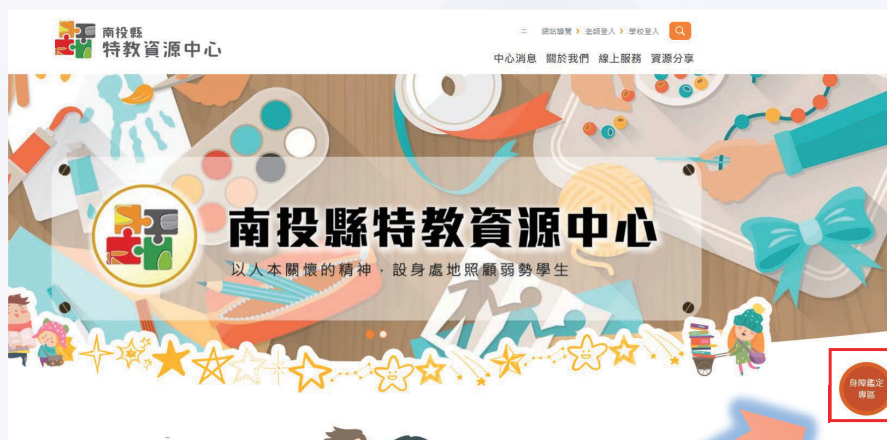 南投縣
特教資源中心
::: 網站導覽 › 老師登入 › 學校登入
中心消息 關於我們 線上服務 資源分享
南投縣特教資源中心
以人本關懷的精神，設身處地照顧弱勢學生
身障鑑定
專區